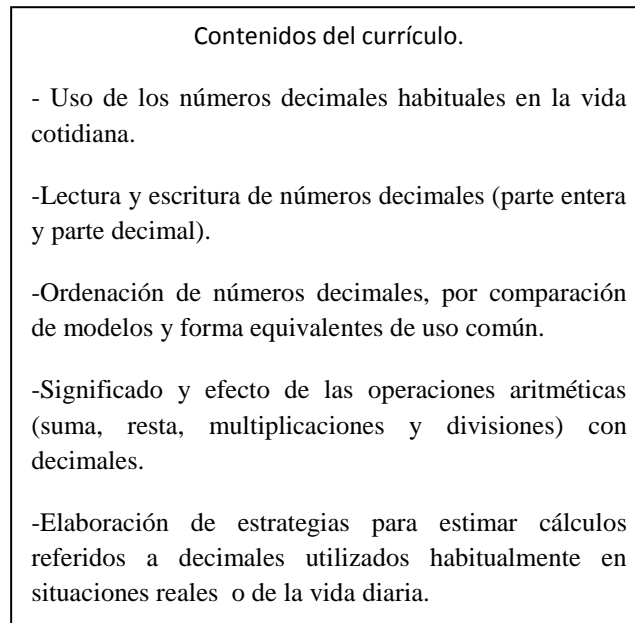 Contenidos del currículo.
- Uso de los números decimales habituales en la vida
cotidiana.
-Lectura y escritura de números decimales (parte entera
y parte decimal).
-Ordenación de números decimales, por comparación
de modelos y forma equivalentes de uso común.
-Significado y efecto de las operaciones aritméticas
(suma, resta, multiplicaciones y divisiones) con
decimales.
-Elaboración de estrategias para estimar cálculos
referidos a decimales utilizados habitualmente en
situaciones reales o de la vida diaria.